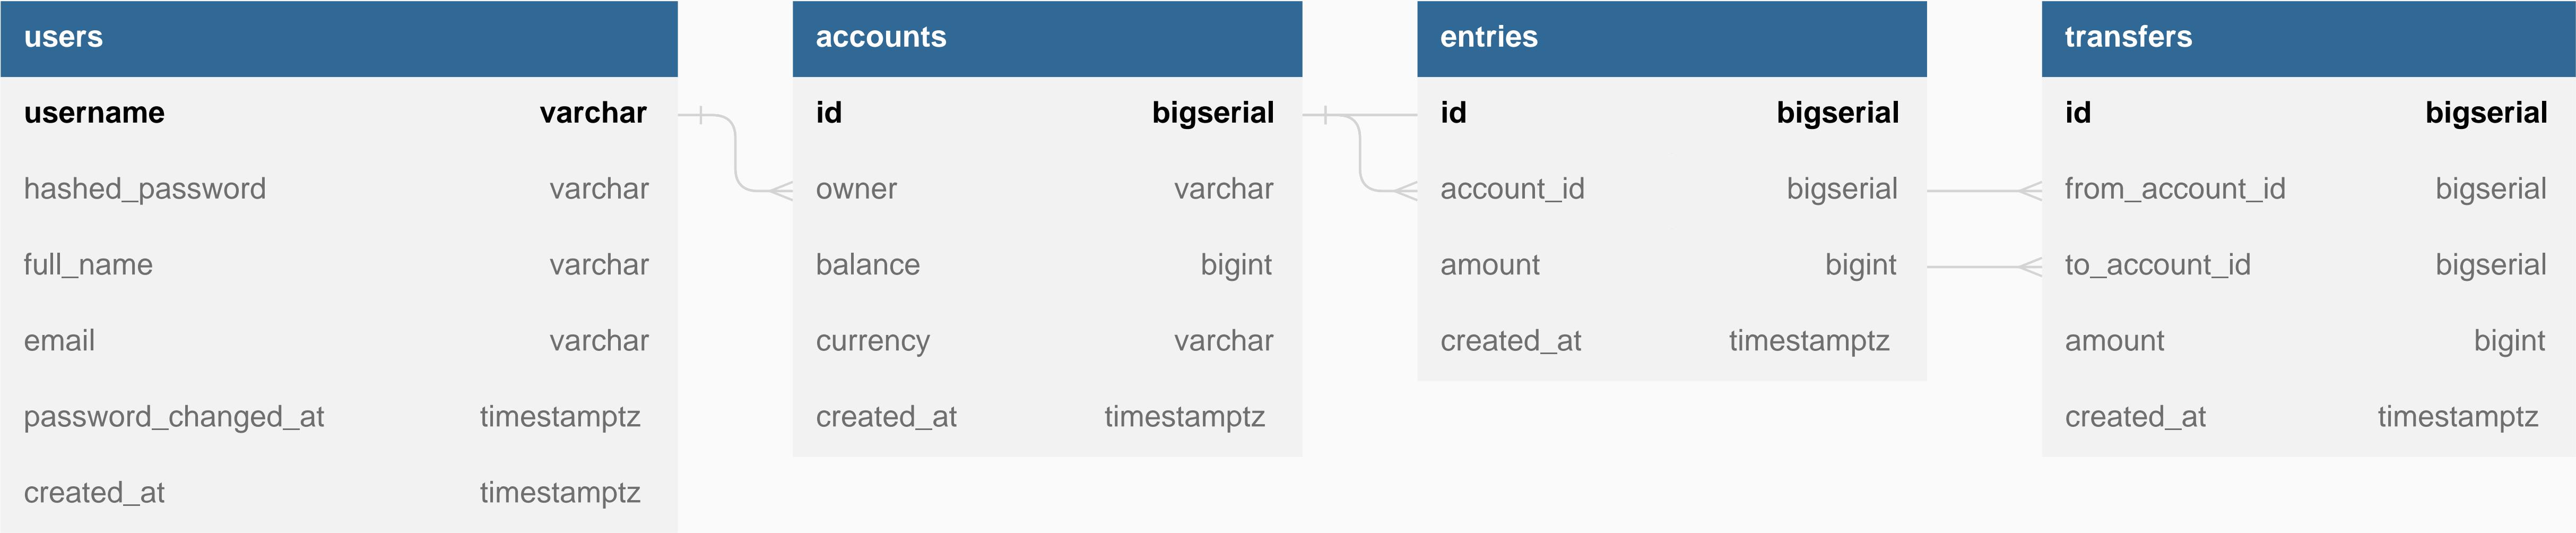 users
username varchar
hashed_password varchar
full_name varchar
email varchar
password_changed_at timestamptz
created_at timestamptz
accounts
id bigserial
owner varchar
balance bigint
currency varchar
created_at timestamptz
entries
id bigserial
account_id bigserial
amount bigint
created_at timestamptz
transfers
id bigserial
from_account_id bigserial
to_account_id bigserial
amount bigint
created_at timestamptz